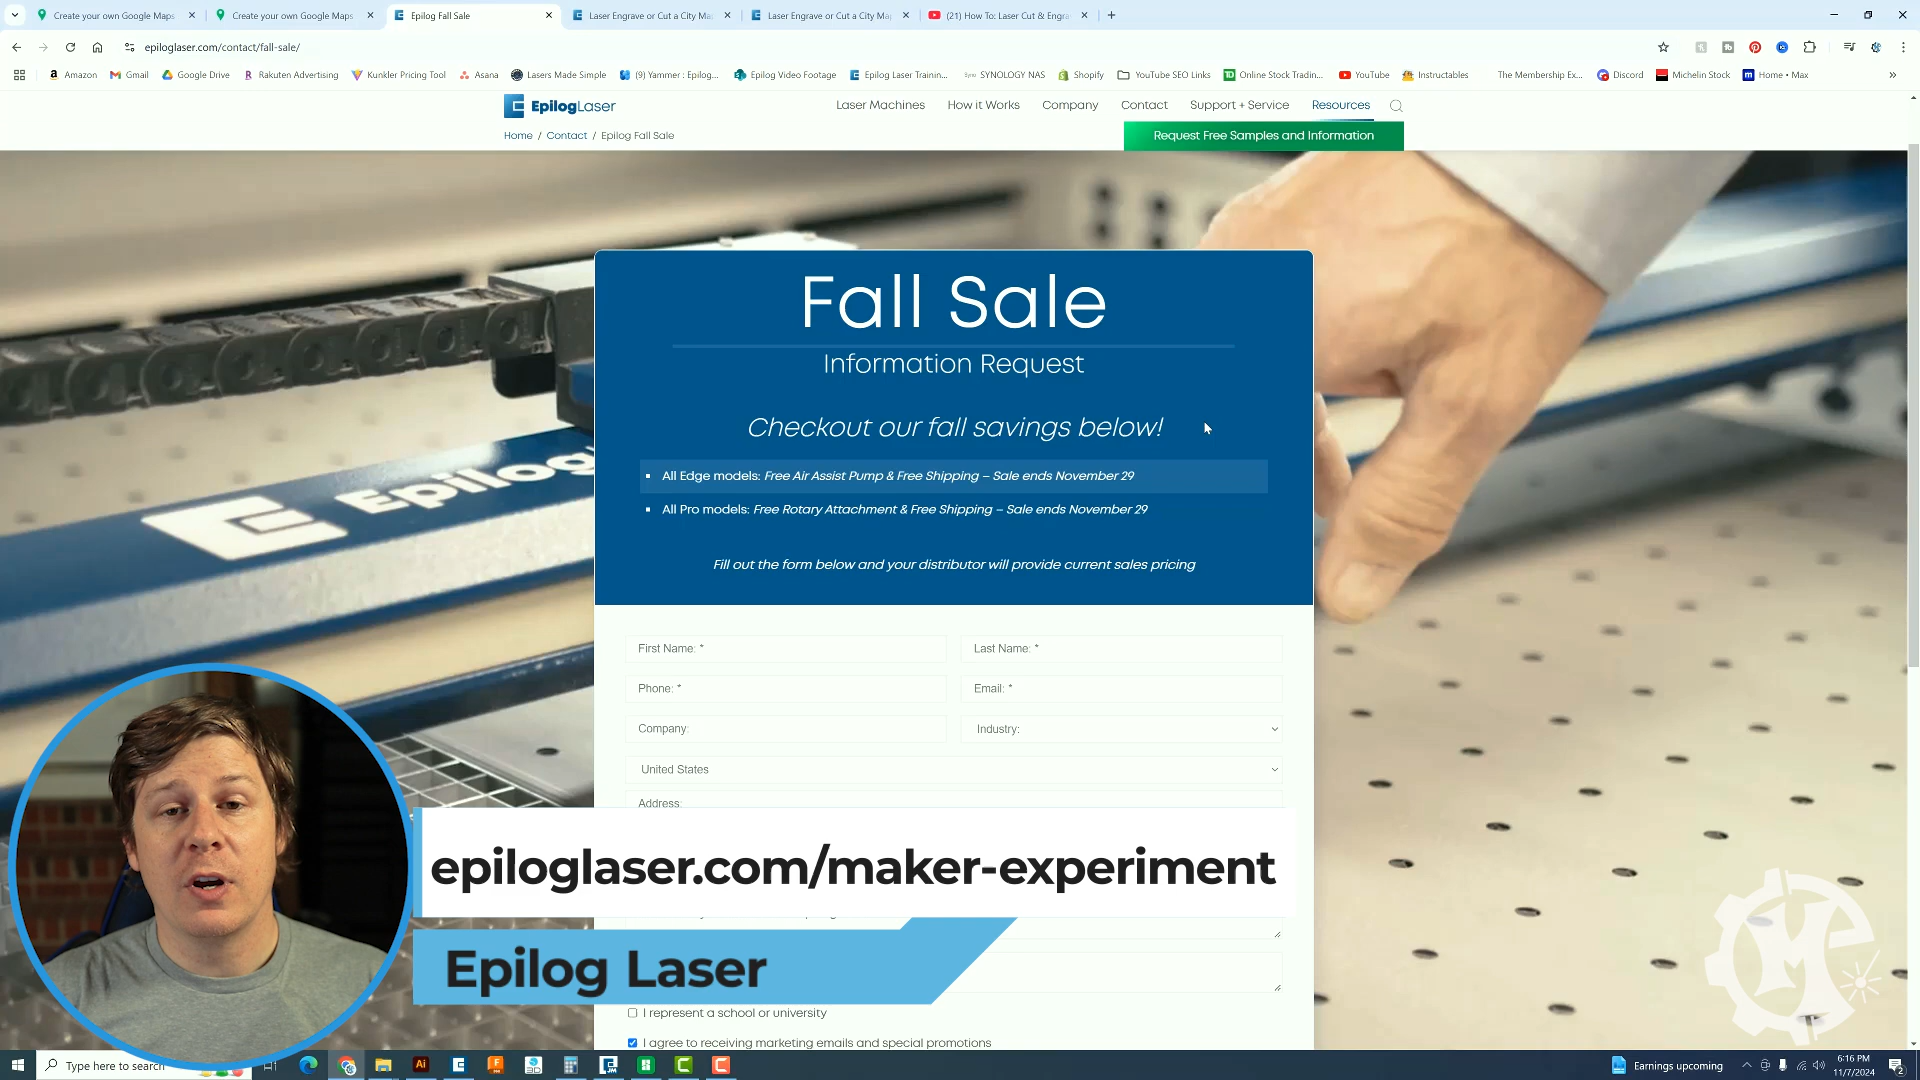 Create your own Google Maps
Create your own Google Maps
Epilog Fall Sale
Laser Engrave or Cut a City Ma
Laser Engrave or Cut a City Ma
(21) How To: Laser Cut & Engra
epiloglaser.com/contact/fall-sale/
Amazon
Gmail
Google Drive
Rakuten Advertising
Kunkler Pricing Tool
Asana
Lasers Made Simple
(9) Yammer : Epilog...
Epilog Video Footage
Epilog Laser Trainin...
SYNOLOGY NAS
Shopify
YouTube SEO Links
Online Stock Tradin...
YouTube
Instructables
The Membership Ex...
Discord
Michelin Stock
Home • Max
EpilogLaser
Laser Machines
How it Works
Company
Contact
Support + Service
Resources
Home / Contact / Epilog Fall Sale
Request Free Samples and Information
Fall Sale
Information Request
Checkout our fall savings below!
All Edge models: Free Air Assist Pump & Free Shipping – Sale ends November 29
All Pro models: Free Rotary Attachment & Free Shipping – Sale ends November 29
Fill out the form below and your distributor will provide current sales pricing
Epilog
First Name: *
Last Name: *
Phone: *
Email: *
Company:
Industry:
United States
Address:
epiloglaser.com/maker-experiment
Epilog Laser
I represent a school or university
I agree to receiving marketing emails and special promotions
Type here to search
Earnings upcoming
6:16 PM
11/7/2024